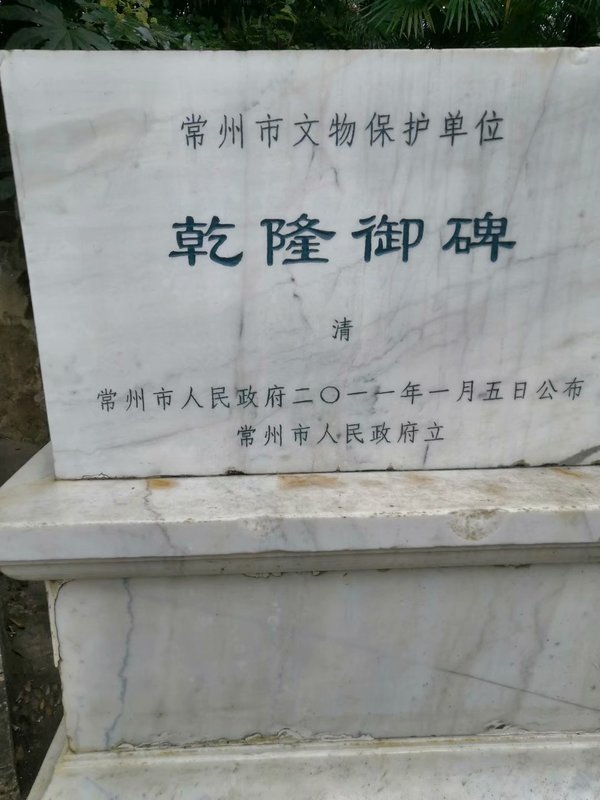 常州市文物保护单位
乾隆御碑
清
常州市人民政府二〇一一年一月五日公布
常州市人民政府立